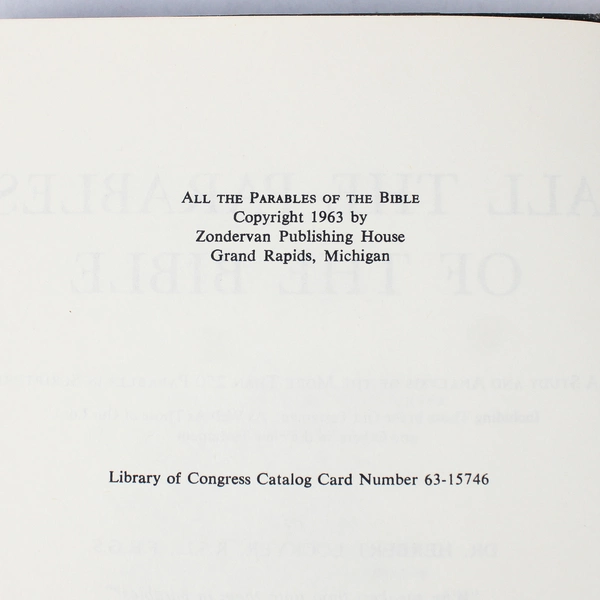 ALL THE PARABLES OF THE BIBLE
Copyright 1963 by
Zondervan Publishing House
Grand Rapids, Michigan
Library of Congress Catalog Card Number 63-15746